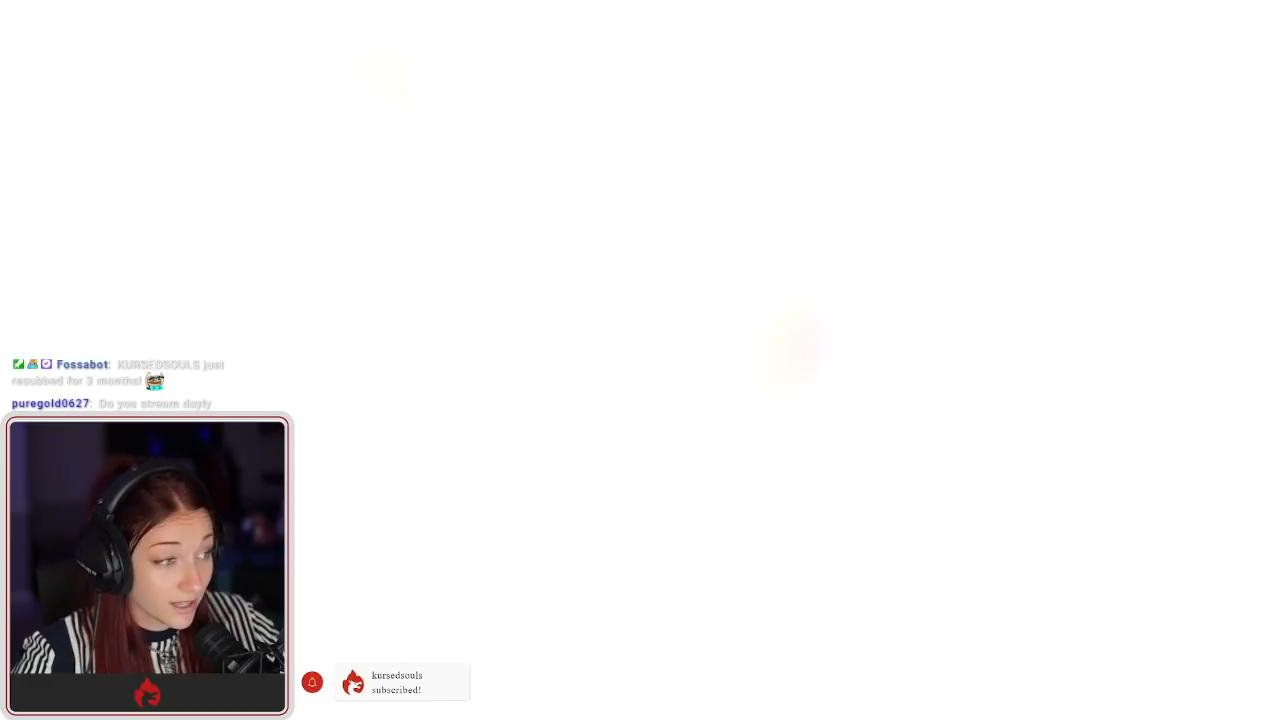 Fossabot: KURSEDSOULS just
resubbed for 3 months!
puregold0627: Do you stream dayly
kursedsouls
subscribed!